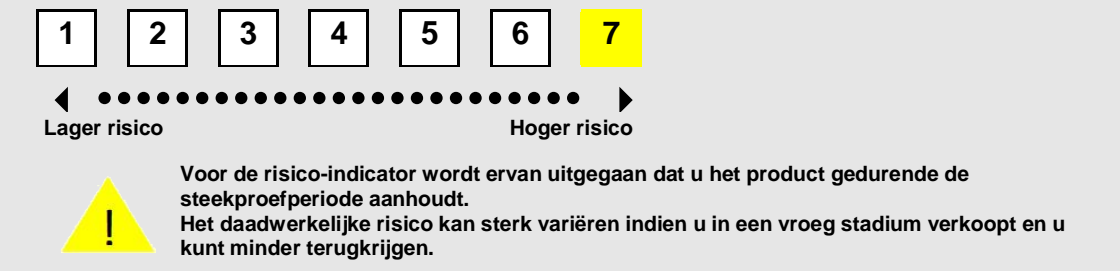 1 2 3 4 5 6 7
Lager risico Hoger risico
!
Voor de risico-indicator wordt ervan uitgegaan dat u het product gedurende de
steekproefperiode aanhoudt.
Het daadwerkelijke risico kan sterk variëren indien u in een vroeg stadium verkoopt en u
kunt minder terugkrijgen.